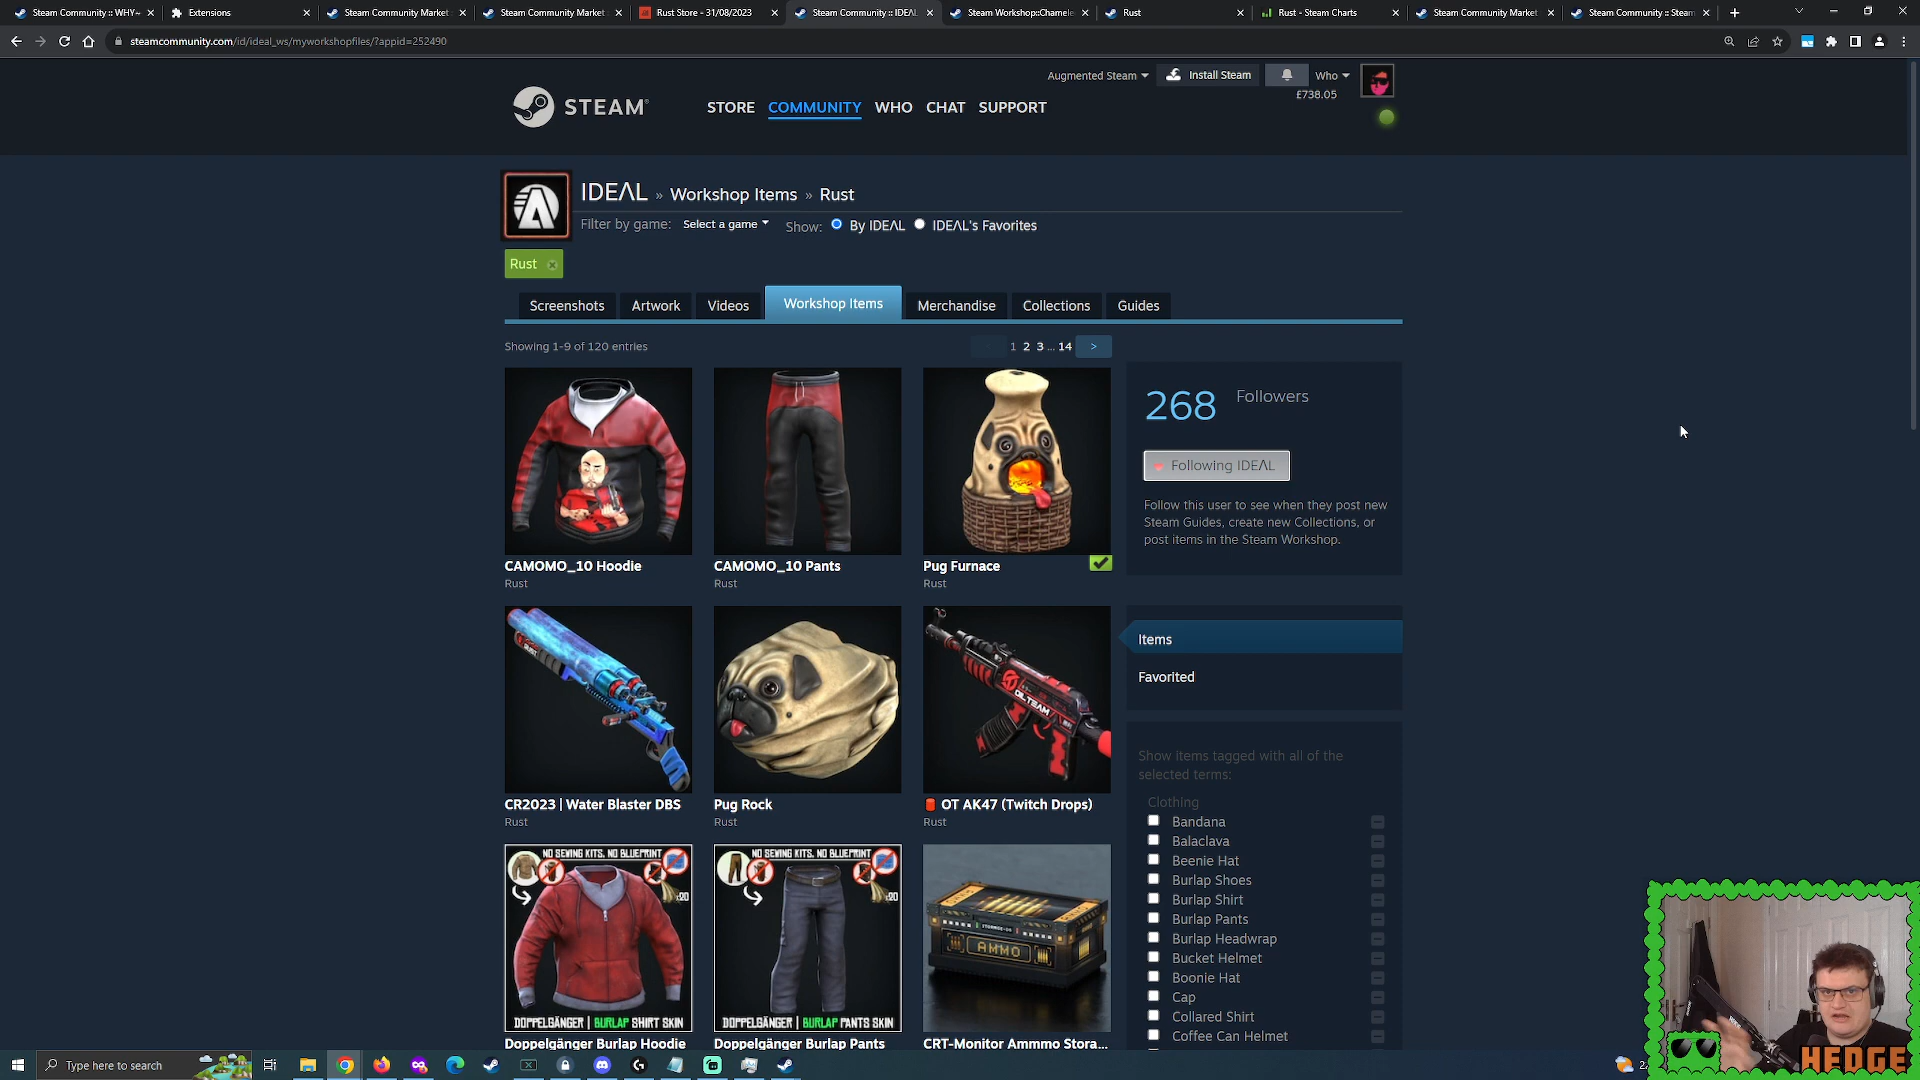 Steam Community :: WHY~
Extensions
Steam Community Market
Steam Community Market
Rust Store - 31/08/2023
Steam Community :: IDEΛL
Steam Workshop::Chamele
Rust
Rust - Steam Charts
Steam Community Market
Steam Community :: Steam
steamcommunity.com/id/ideal_ws/myworkshopfiles/?appid=252490
Augmented Steam
Install Steam
Who
£738.05
STEAM
STORE COMMUNITY WHO CHAT SUPPORT
IDEΛL » Workshop Items » Rust
Filter by game: Select a game Show: By IDEΛL IDEΛL's Favorites
Rust
Screenshots Artwork Videos Workshop Items Merchandise Collections Guides
Showing 1-9 of 120 entries
1 2 3 ... 14 >
268 Followers
Following IDEΛL
Follow this user to see when they post new
Steam Guides, create new Collections, or
post items in the Steam Workshop.
CAMOMO_10 Hoodie
Rust
CAMOMO_10 Pants
Rust
Pug Furnace
Rust
OIL TEAM
CR2023 | Water Blaster DBS
Rust
Pug Rock
Rust
OT AK47 (Twitch Drops)
Rust
NO SEWING KITS, NO BLUEPRINT
x20
DOPPELGÄNGER | BURLAP SHIRT SKIN
Doppelgänger Burlap Hoodie
NO SEWING KITS, NO BLUEPRINT
x20
DOPPELGÄNGER | BURLAP PANTS SKIN
Doppelgänger Burlap Pants
AMMO
CRT-Monitor Ammmo Stora...
Items
Favorited
Show items tagged with all of the
selected terms:
Clothing
Bandana
Balaclava
Beenie Hat
Burlap Shoes
Burlap Shirt
Burlap Pants
Burlap Headwrap
Bucket Helmet
Boonie Hat
Cap
Collared Shirt
Coffee Can Helmet
Type here to search
HEDGE